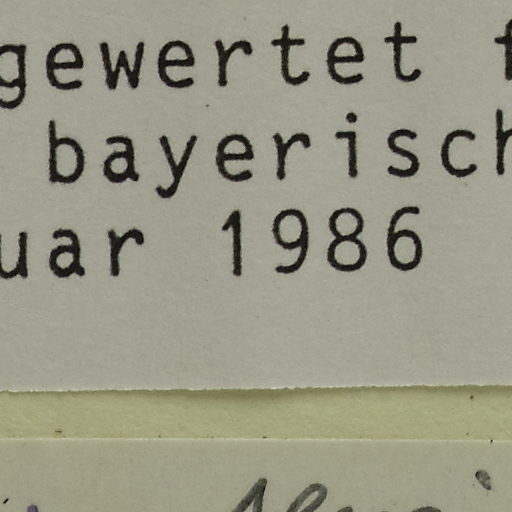 gewertet f
bayerisch
uar 1986